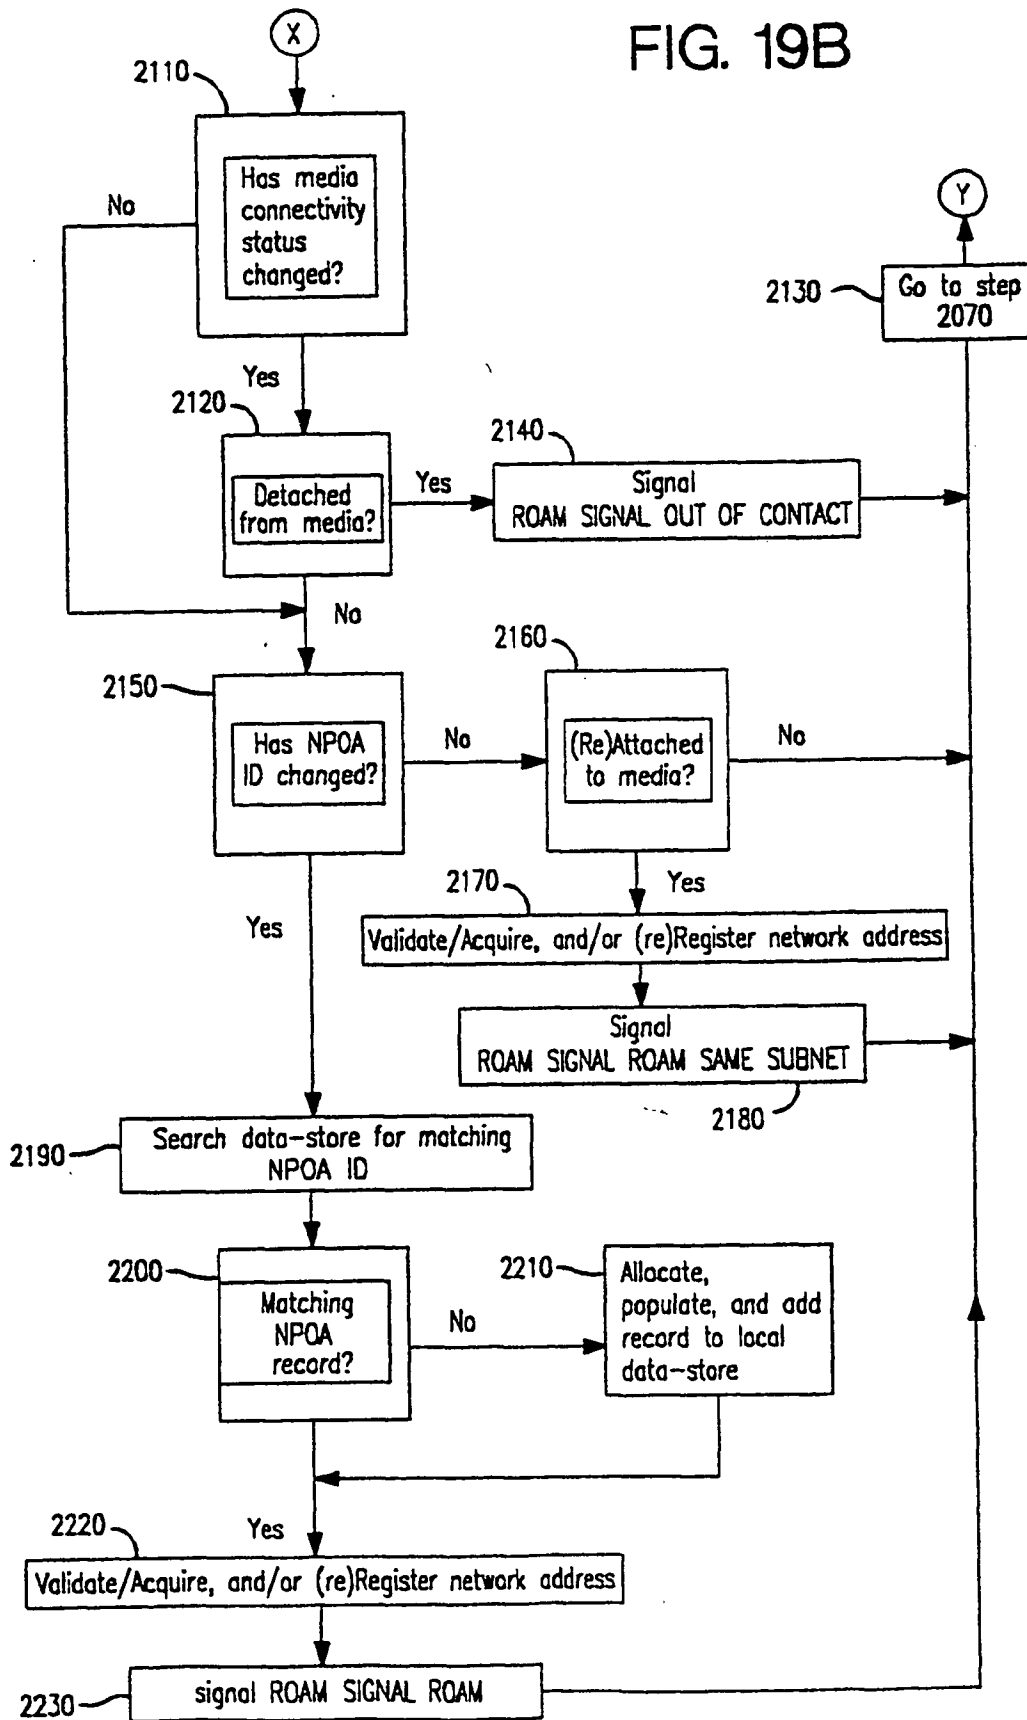 FIG. 19B
X
2110
Has media
connectivity
status
changed?
No
Yes
Y
2130
Go to step
2070
2120
Detached
from media?
Yes
2140
Signal
ROAM SIGNAL OUT OF CONTACT
No
2150
Has NPOA
ID changed?
No
2160
(Re)Attached
to media?
No
Yes
Yes
2170
Validate/Acquire, and/or (re)Register network address
Signal
ROAM SIGNAL ROAM SAME SUBNET
2180
2190
Search data-store for matching
NPOA ID
2200
Matching
NPOA
record?
No
2210
Allocate,
populate, and add
record to local
data-store
Yes
2220
Validate/Acquire, and/or (re)Register network address
2230
signal ROAM SIGNAL ROAM